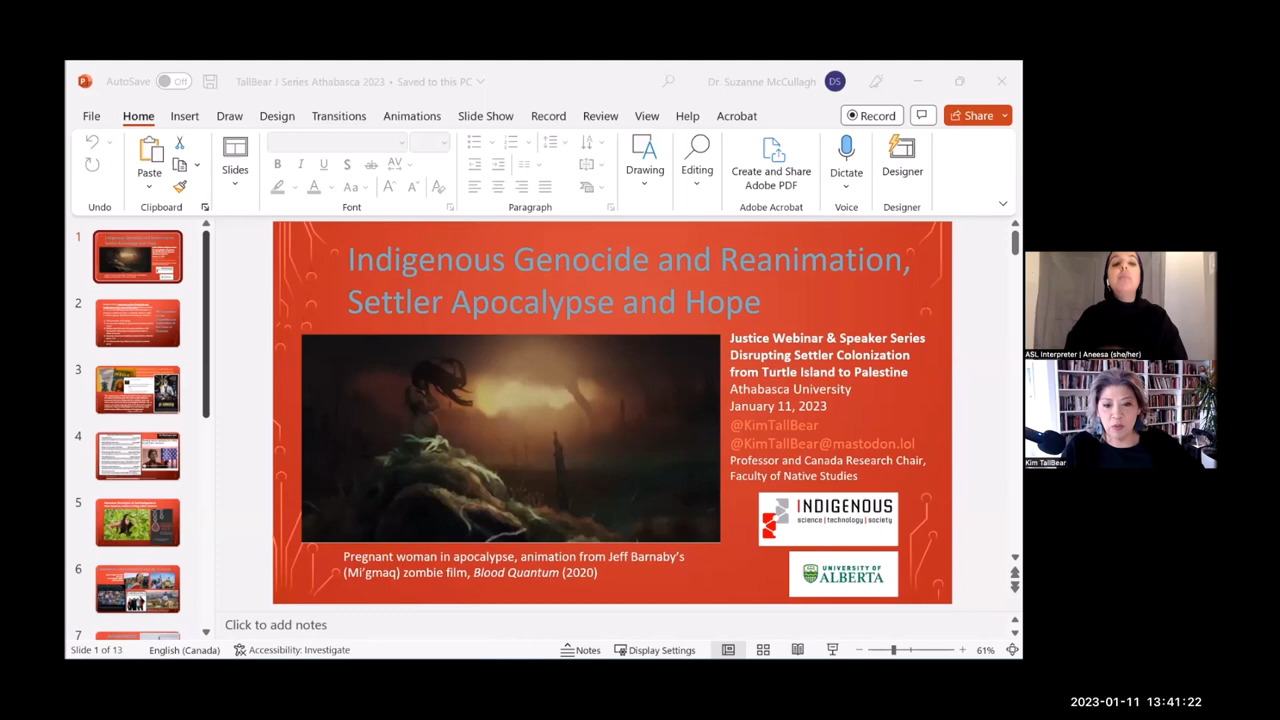 AutoSave Off TallBear J Series Athabasca 2023 • Saved to this PC Dr. Suzanne McCullagh DS
File Home Insert Draw Design Transitions Animations Slide Show Record Review View Help Acrobat Record Share
Paste Slides B I U S ab AV Aa A A A Drawing Editing Create and Share Adobe PDF Dictate Designer
Undo Clipboard Font Paragraph Adobe Acrobat Voice Designer
1
2
3
4
5
6
7
Indigenous Genocide and Reanimation,
Settler Apocalypse and Hope
Justice Webinar & Speaker Series
Disrupting Settler Colonization
from Turtle Island to Palestine
Athabasca University
January 11, 2023
@KimTallBear
@KimTallBear@mastodon.lol
Professor and Canada Research Chair,
Faculty of Native Studies
INDIGENOUS
science | technology | society
UNIVERSITY OF
ALBERTA
Pregnant woman in apocalypse, animation from Jeff Barnaby's
(Mi'gmaq) zombie film, Blood Quantum (2020)
Click to add notes
Slide 1 of 13 English (Canada) Accessibility: Investigate Notes Display Settings 61%
ASL Interpreter | Aneesa (she/her)
Kim TallBear
2023-01-11 13:41:22